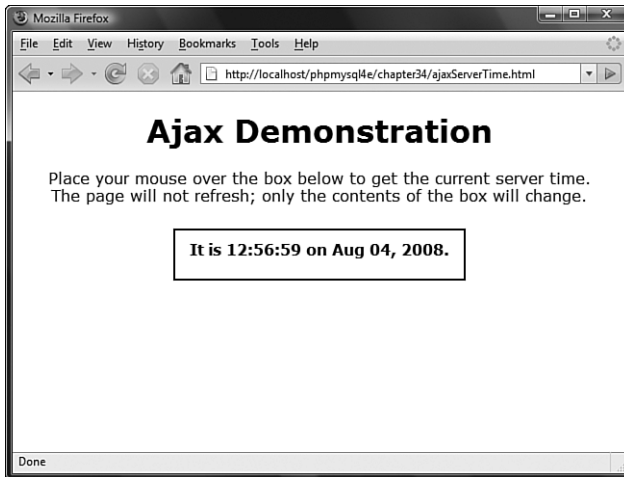 Mozilla Firefox
File Edit View History Bookmarks Tools Help
http://localhost/phpmysql4e/chapter34/ajaxServerTime.html
Ajax Demonstration
Place your mouse over the box below to get the current server time.
The page will not refresh; only the contents of the box will change.
It is 12:56:59 on Aug 04, 2008.
Done